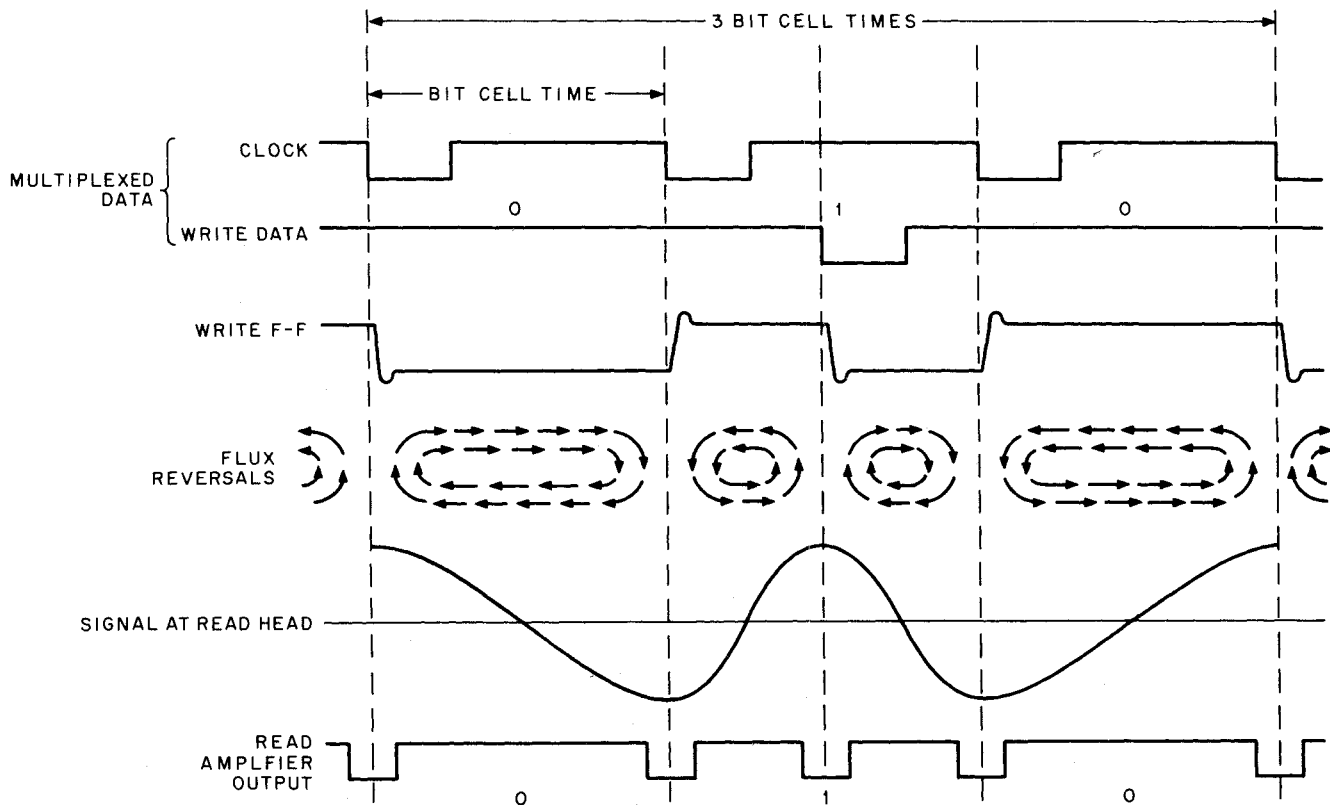 3 BIT CELL TIMES
BIT CELL TIME
CLOCK
MULTIPLEXED
DATA
0 1 0
WRITE DATA
WRITE F-F
FLUX
REVERSALS
SIGNAL AT READ HEAD
READ
AMPLFIER
OUTPUT
0 1 0